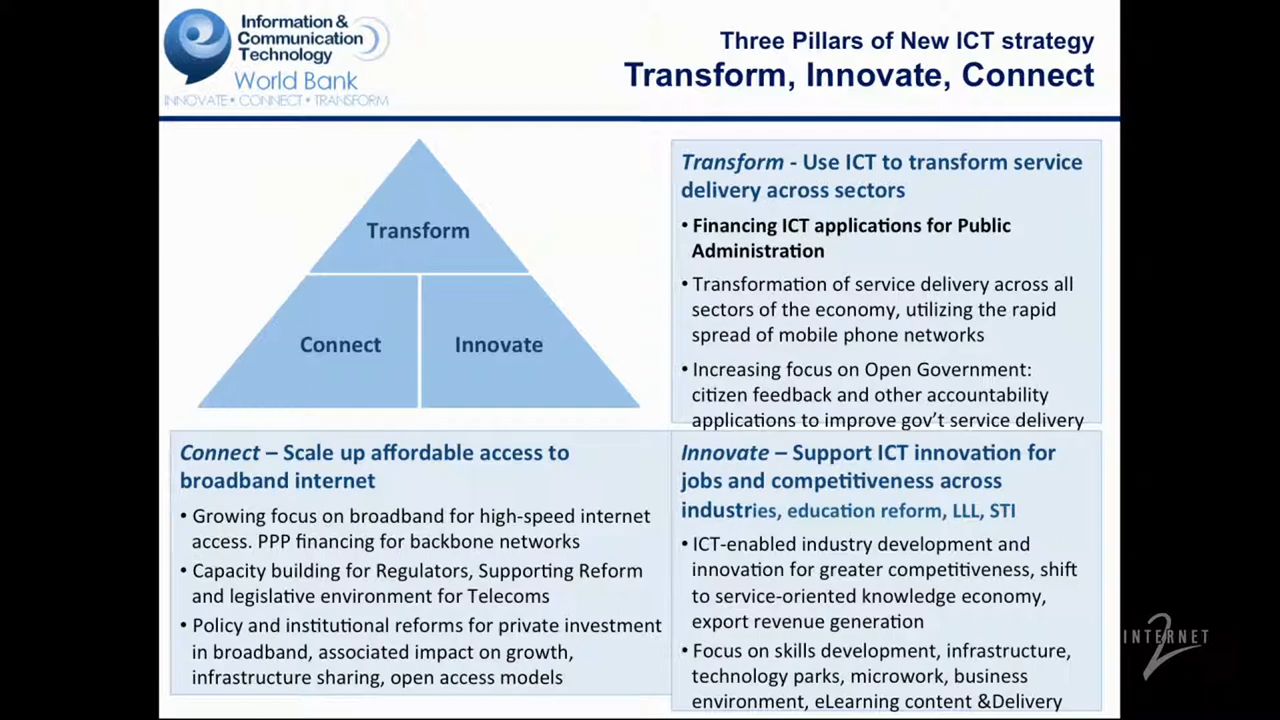 Information &
Communication
Technology
World Bank
INNOVATE • CONNECT • TRANSFORM
Three Pillars of New ICT strategy
Transform, Innovate, Connect
Transform
Connect
Innovate
Transform - Use ICT to transform service
delivery across sectors
• Financing ICT applications for Public
Administration
• Transformation of service delivery across all
sectors of the economy, utilizing the rapid
spread of mobile phone networks
• Increasing focus on Open Government:
citizen feedback and other accountability
applications to improve gov't service delivery
Connect – Scale up affordable access to
broadband internet
• Growing focus on broadband for high-speed internet
access. PPP financing for backbone networks
• Capacity building for Regulators, Supporting Reform
and legislative environment for Telecoms
• Policy and institutional reforms for private investment
in broadband, associated impact on growth,
infrastructure sharing, open access models
Innovate – Support ICT innovation for
jobs and competitiveness across
industries, education reform, LLL, STI
• ICT-enabled industry development and
innovation for greater competitiveness, shift
to service-oriented knowledge economy,
export revenue generation
• Focus on skills development, infrastructure,
technology parks, microwork, business
environment, eLearning content &Delivery
INTERNET
2